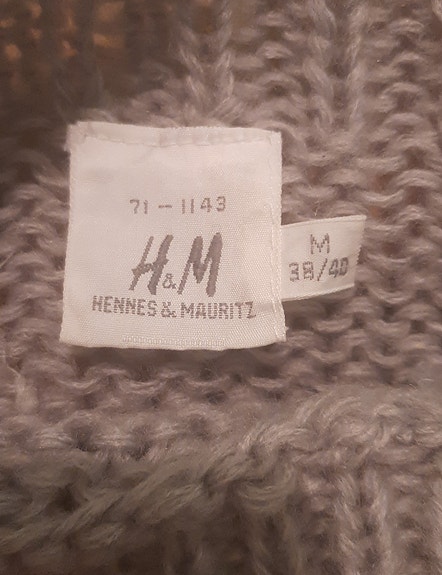 71 - 1143
H&M
HENNES & MAURITZ
M
38/40